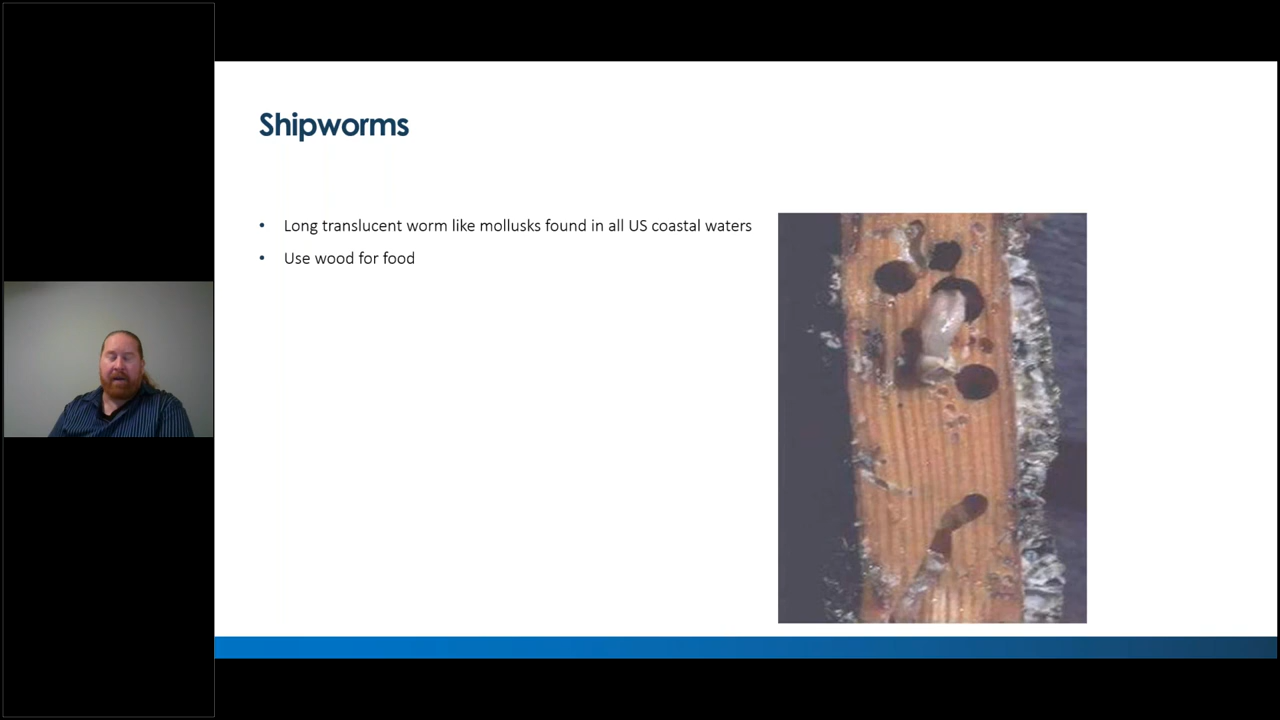 Shipworms
• Long translucent worm like mollusks found in all US coastal waters
• Use wood for food